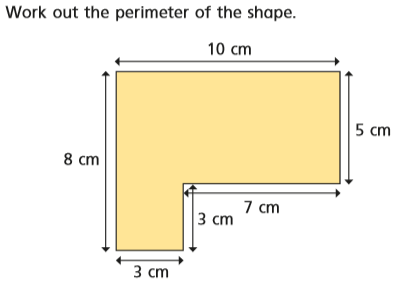 Work out the perimeter of the shape.
10 cm
5 cm
8 cm
7 cm
3 cm
3 cm